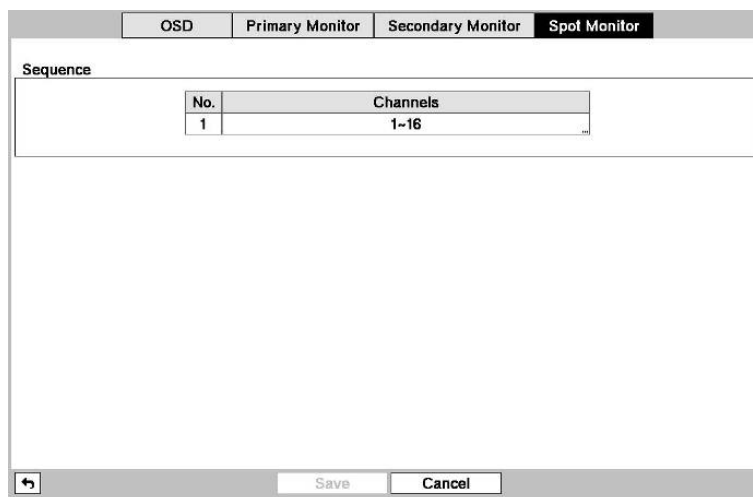 OSD Primary Monitor Secondary Monitor Spot Monitor
Sequence
No. Channels
1 1~16 ...
Save Cancel